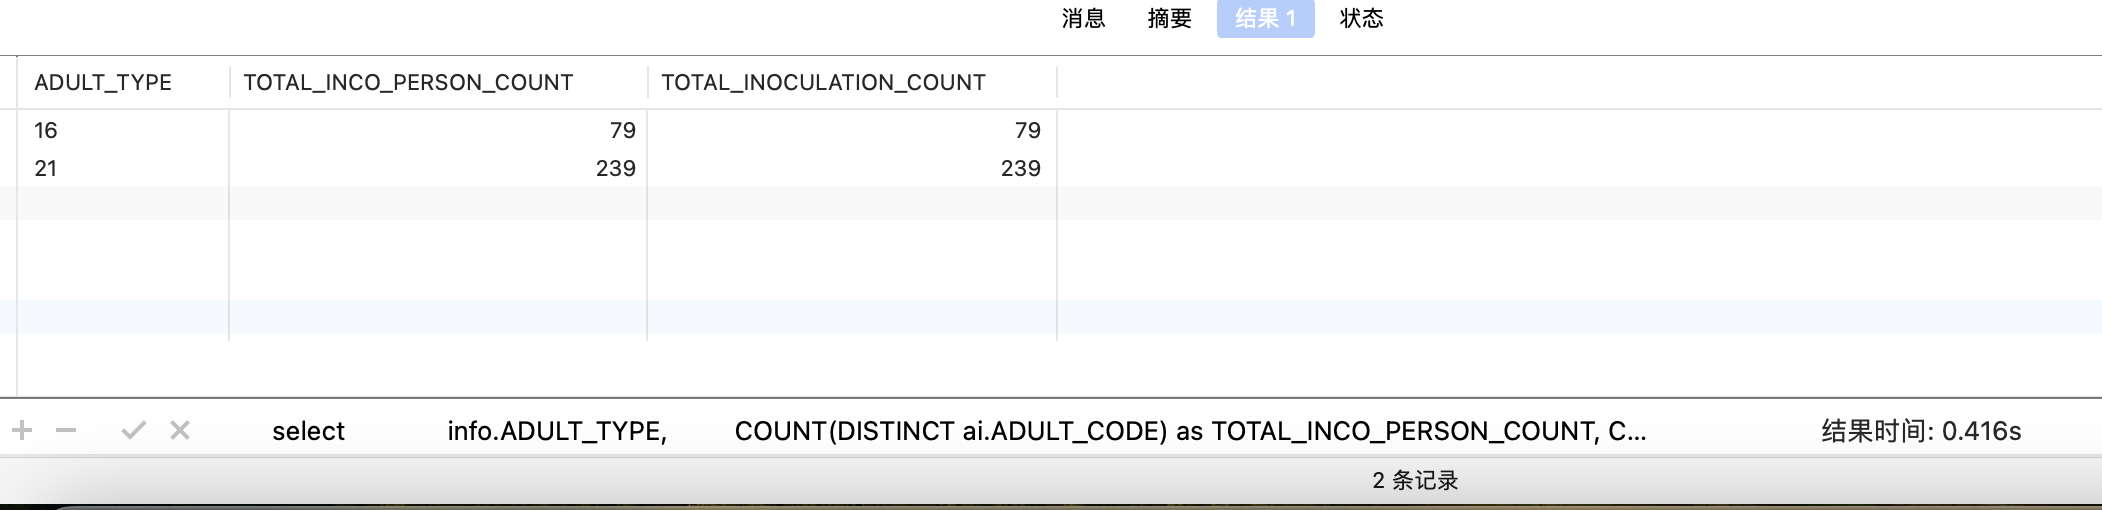 消息 摘要 结果 1 状态
ADULT_TYPE TOTAL_INCO_PERSON_COUNT TOTAL_INOCULATION_COUNT
16 79 79
21 239 239
select info.ADULT_TYPE, COUNT(DISTINCT ai.ADULT_CODE) as TOTAL_INCO_PERSON_COUNT, C... 结果时间: 0.416s
2 条记录